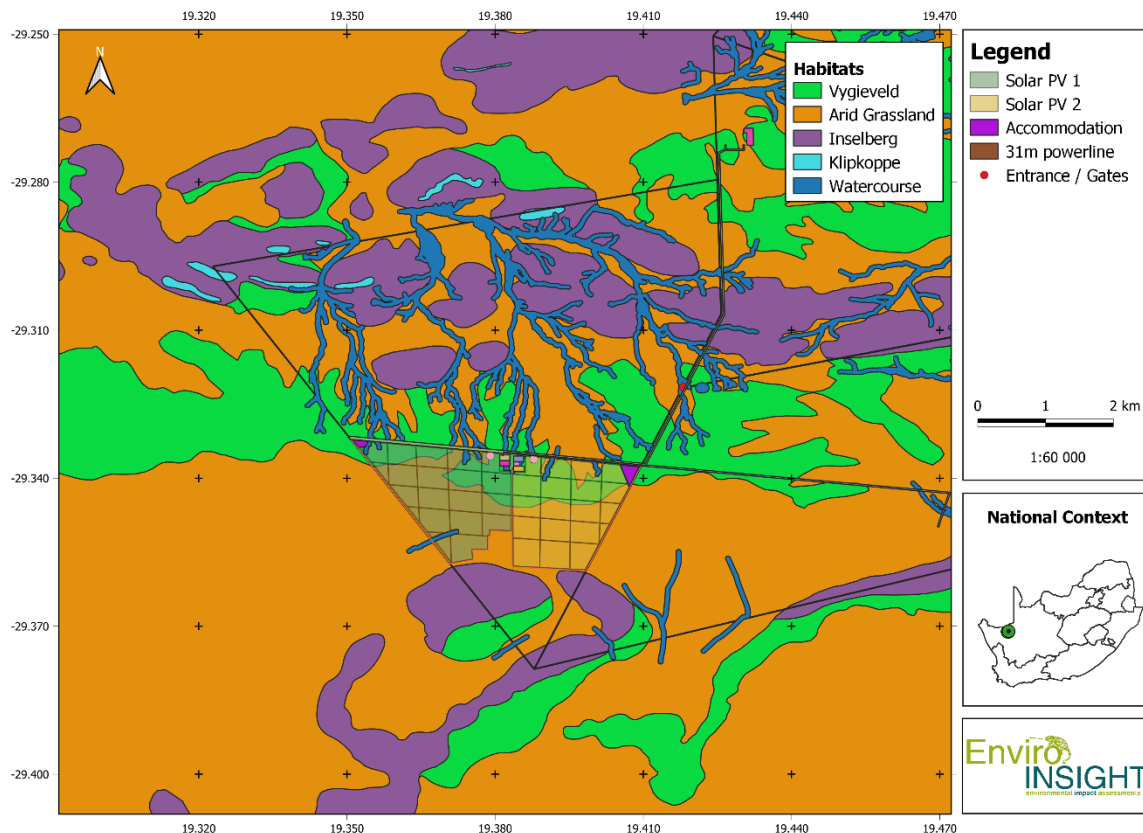 19.320 19.350 19.380 19.410 19.440 19.470
-29.250
-29.280
-29.310
-29.340
-29.370
-29.400
19.320 19.350 19.380 19.410 19.440 19.470
N
Habitats
Vygieveld
Arid Grassland
Inselberg
Klipkoppe
Watercourse
Legend
Solar PV 1
Solar PV 2
Accommodation
31m powerline
Entrance / Gates
0 1 2 km
1:60 000
National Context
Enviro
INSIGHT
environmental impact assessments